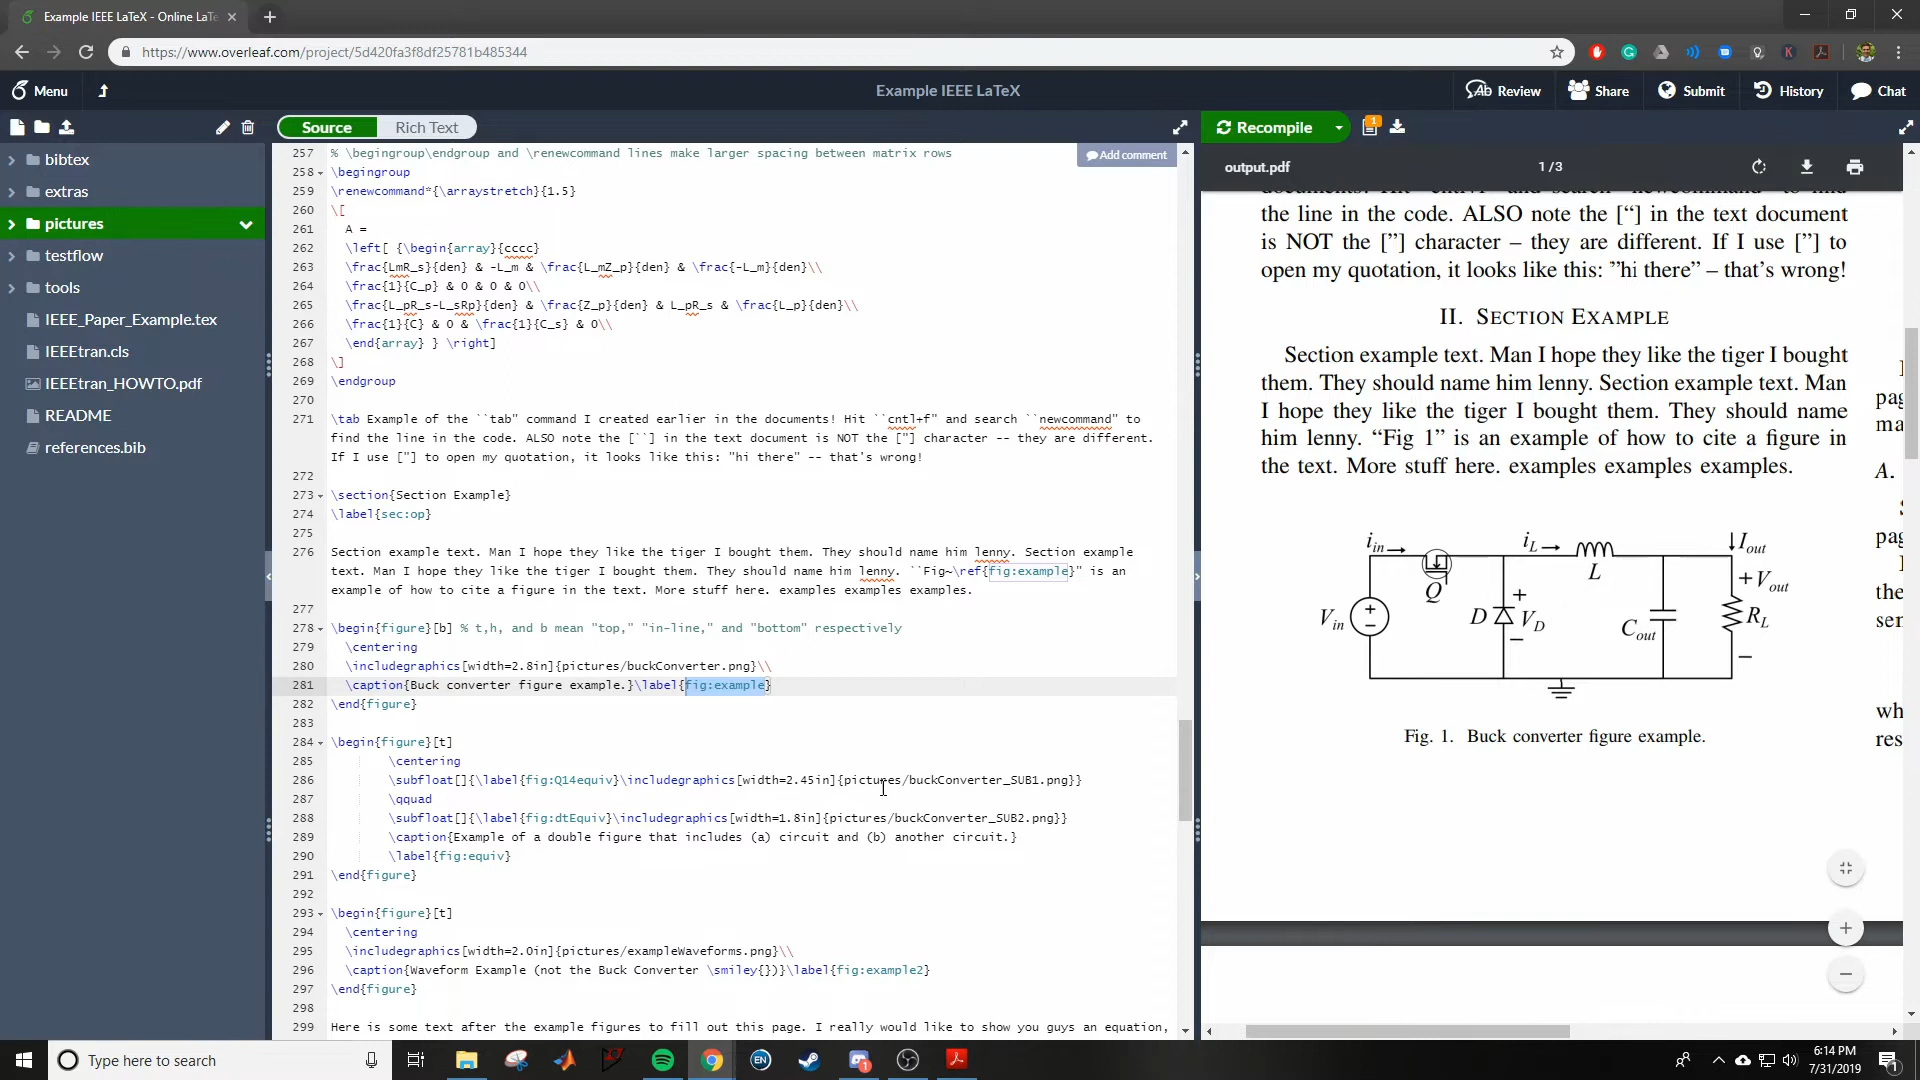 Example IEEE LaTeX - Online LaTe
https://www.overleaf.com/project/5d420fa3f8df25781b485344
Menu
Example IEEE LaTeX
Review
Share
Submit
History
Chat
Source
Rich Text
Recompile
1
bibtex
extras
pictures
testflow
tools
IEEE_Paper_Example.tex
IEEEtran.cls
IEEEtran_HOWTO.pdf
README
references.bib
Add comment
257 % \begingroup\endgroup and \renewcommand lines make larger spacing between matrix rows
258 \begingroup
259 \renewcommand*{\arraystretch}{1.5}
260 \[
261 A =
262 \left[ {\begin{array}{cccc}
263 \frac{LmR_s}{den} & -L_m & \frac{L_mZ_p}{den} & \frac{-L_m}{den}\\
264 \frac{1}{C_p} & 0 & 0 & 0\\
265 \frac{L_pR_s-L_sRp}{den} & \frac{Z_p}{den} & L_pR_s & \frac{L_p}{den}\\
266 \frac{1}{C} & 0 & \frac{1}{C_s} & 0\\
267 \end{array} } \right]
268 \]
269 \endgroup
270
271 \tab Example of the ``tab" command I created earlier in the documents! Hit ``cntl+f" and search ``newcommand" to
find the line in the code. ALSO note the [``] in the text document is NOT the ["] character -- they are different.
If I use ["] to open my quotation, it looks like this: "hi there" -- that's wrong!
272
273 \section{Section Example}
274 \label{sec:op}
275
276 Section example text. Man I hope they like the tiger I bought them. They should name him lenny. Section example
text. Man I hope they like the tiger I bought them. They should name him lenny. ``Fig~\ref{fig:example}" is an
example of how to cite a figure in the text. More stuff here. examples examples examples.
277
278 \begin{figure}[b] % t,h, and b mean "top," "in-line," and "bottom" respectively
279 \centering
280 \includegraphics[width=2.8in]{pictures/buckConverter.png}\\
281 \caption{Buck converter figure example.}\label{fig:example}
282 \end{figure}
283
284 \begin{figure}[t]
285 \centering
286 \subfloat[]{\label{fig:Q14equiv}\includegraphics[width=2.45in]{pictures/buckConverter_SUB1.png}}
287 \qquad
288 \subfloat[]{\label{fig:dtEquiv}\includegraphics[width=1.8in]{pictures/buckConverter_SUB2.png}}
289 \caption{Example of a double figure that includes (a) circuit and (b) another circuit.}
290 \label{fig:equiv}
291 \end{figure}
292
293 \begin{figure}[t]
294 \centering
295 \includegraphics[width=2.0in]{pictures/exampleWaveforms.png}\\
296 \caption{Waveform Example (not the Buck Converter \smiley{})}\label{fig:example2}
297 \end{figure}
298
299 Here is some text after the example figures to fill out this page. I really would like to show you guys an equation,
output.pdf
1 / 3
the line in the code. ALSO note the [“] in the text document
is NOT the [”] character – they are different. If I use [”] to
open my quotation, it looks like this: ”hi there” – that’s wrong!
II. SECTION EXAMPLE
Section example text. Man I hope they like the tiger I bought
them. They should name him lenny. Section example text. Man
I hope they like the tiger I bought them. They should name
him lenny. “Fig 1” is an example of how to cite a figure in
the text. More stuff here. examples examples examples.
i_in
i_L
I_out
L
Q
+
V_out
V_in
+
−
D
+
V_D
−
C_out
R_L
−
Fig. 1. Buck converter figure example.
pag
ma
A.
pag
the
sen
wh
res
Type here to search
EN
6:14 PM
7/31/2019
1